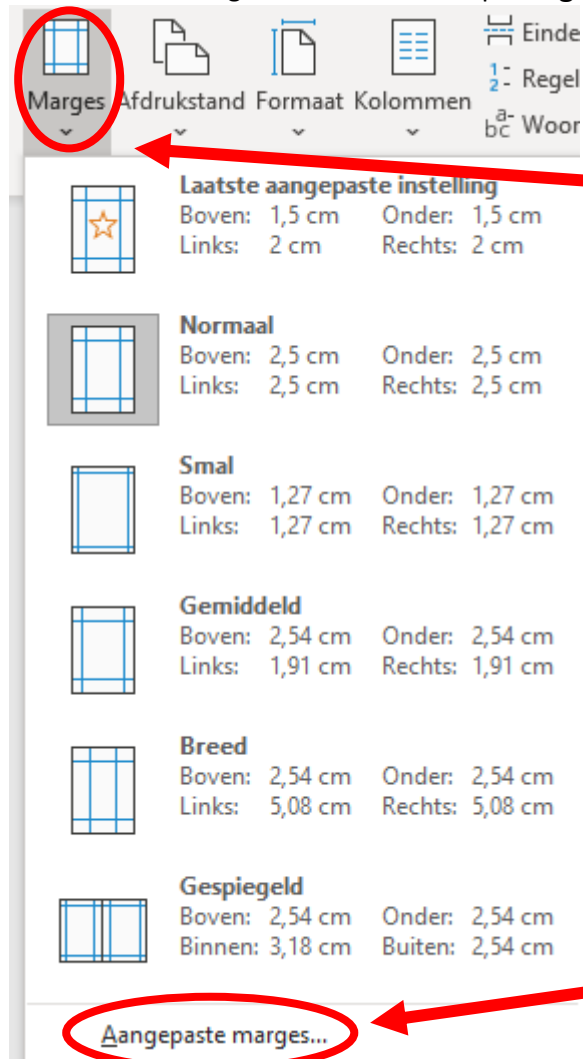 Einde
Regel
Marges Afdrukstand Formaat Kolommen
Woor
Laatste aangepaste instelling
Boven: 1,5 cm Onder: 1,5 cm
Links: 2 cm Rechts: 2 cm
Normaal
Boven: 2,5 cm Onder: 2,5 cm
Links: 2,5 cm Rechts: 2,5 cm
Smal
Boven: 1,27 cm Onder: 1,27 cm
Links: 1,27 cm Rechts: 1,27 cm
Gemiddeld
Boven: 2,54 cm Onder: 2,54 cm
Links: 1,91 cm Rechts: 1,91 cm
Breed
Boven: 2,54 cm Onder: 2,54 cm
Links: 5,08 cm Rechts: 5,08 cm
Gespiegeld
Boven: 2,54 cm Onder: 2,54 cm
Binnen: 3,18 cm Buiten: 2,54 cm
Aangepaste marges...